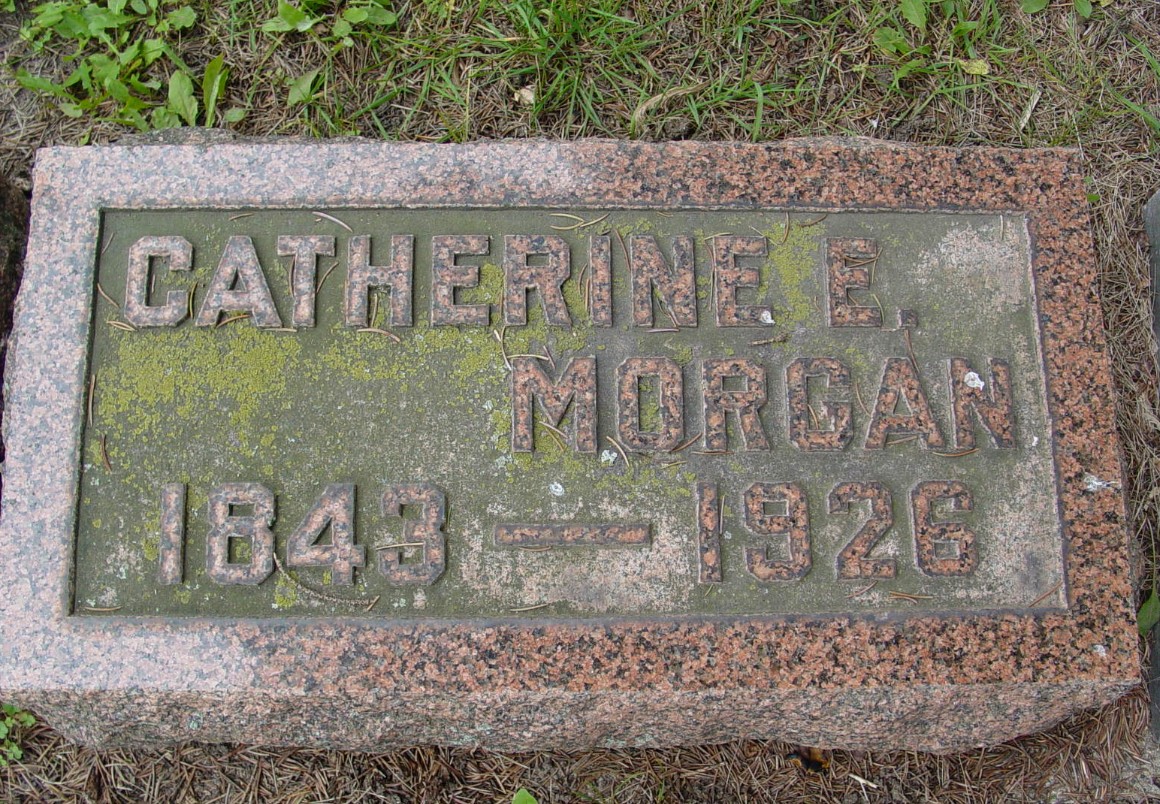 CATHERINE E.
MORGAN
1843 — 1926